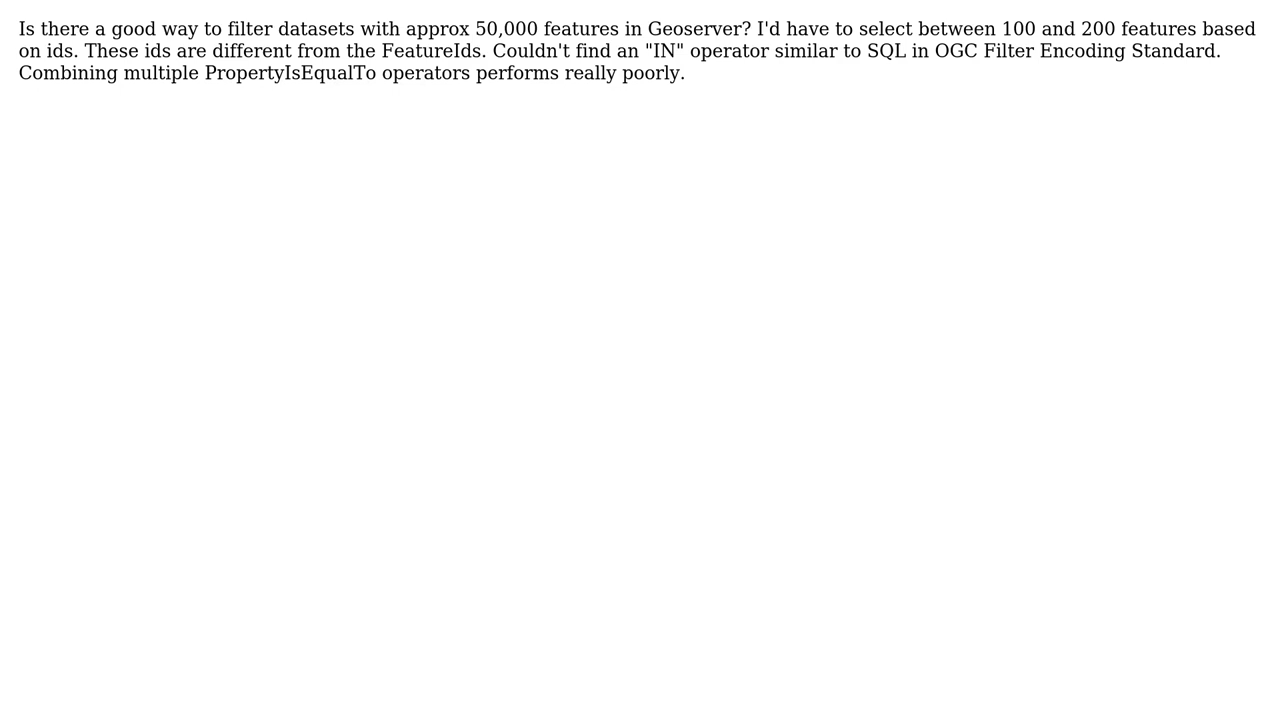 Is there a good way to filter datasets with approx 50,000 features in Geoserver? I'd have to select between 100 and 200 features based
on ids. These ids are different from the FeatureIds. Couldn't find an "IN" operator similar to SQL in OGC Filter Encoding Standard.
Combining multiple PropertyIsEqualTo operators performs really poorly.